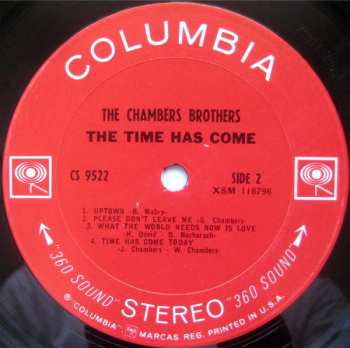 COLUMBIA
THE CHAMBERS BROTHERS
THE TIME HAS COME
CS 9522
SIDE 2
XSM 118796
1. UPTOWN -B. Mabry-
2. PLEASE DON'T LEAVE ME -G. Chambers-
3. WHAT THE WORLD NEEDS NOW IS LOVE
-H. David - B. Bacharach-
4. TIME HAS COME TODAY
-J. Chambers - W. Chambers-
"360 SOUND" STEREO "360 SOUND"
® "COLUMBIA", MARCAS REG. PRINTED IN U.S.A.